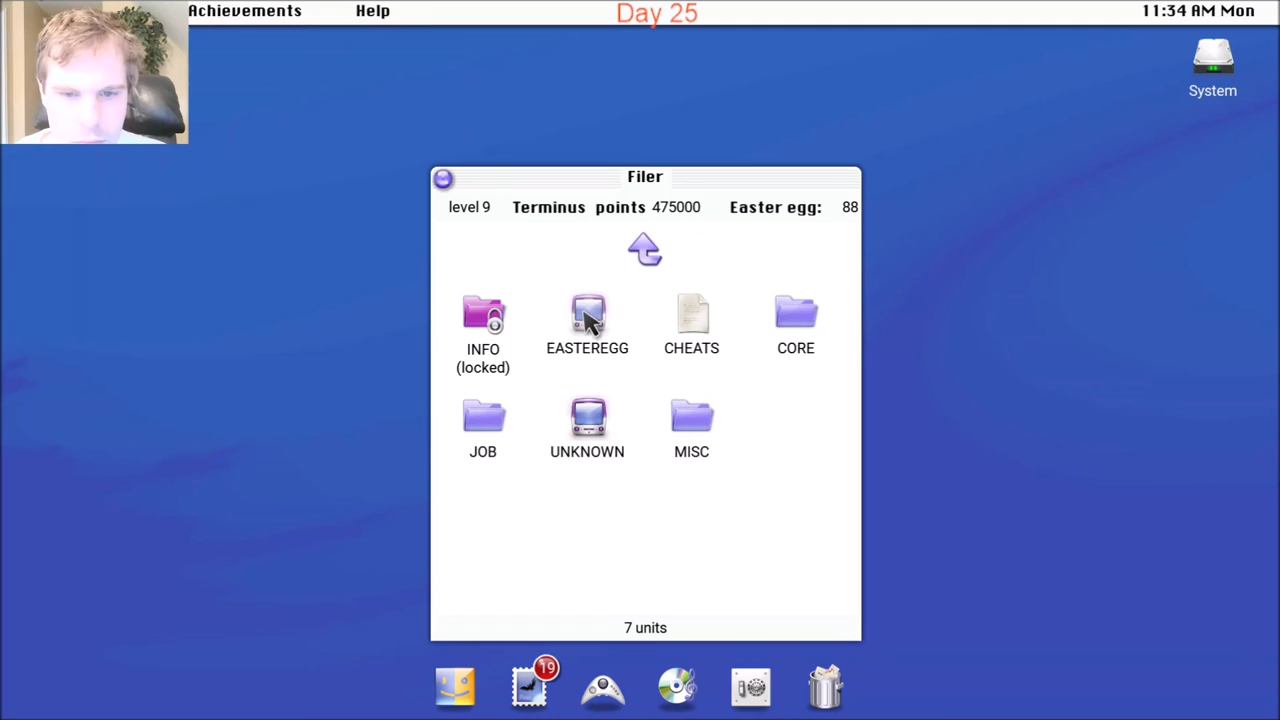 Achievements Help Day 25 11:34 AM Mon
System
Filer
level 9 Terminus points 475000 Easter egg: 88
INFO (locked) EASTEREGG CHEATS CORE
JOB UNKNOWN MISC
7 units
19